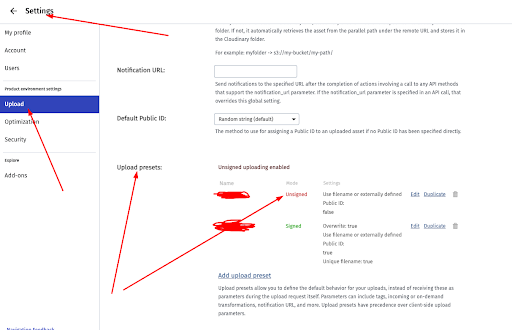 Settings
folder. If not, it automatically retrieves the asset from the parallel path under the remote URL and stores it in
the Cloudinary folder.
For example: myfolder -> s3://my-bucket/my-path/
My profile
Account
Users
Product environment settings
Upload
Optimization
Security
Explore
Add-ons
Notification URL:
Send notifications to the specified URL after the completion of actions involving a call to any API methods
that support the notification_url parameter. If the notification_url parameter is specified in an API call, that
overrides this global setting.
Default Public ID:
Random string (default)
The method to use for assigning a Public ID to an uploaded asset if no Public ID has been specified directly.
Upload presets:
Unsigned uploading enabled
Name Mode Settings
Unsigned Use filename or externally defined Edit Duplicate
Public ID:
false
Signed Overwrite: true Edit Duplicate
Use filename or externally defined
Public ID:
true
Unique filename: true
Add upload preset
Upload presets allow you to define the default behavior for your uploads, instead of receiving these as
parameters during the upload request itself. Parameters can include tags, incoming or on-demand
transformations, notification URL, and more. Upload presets have precedence over client-side upload
parameters.
Navigation feedback